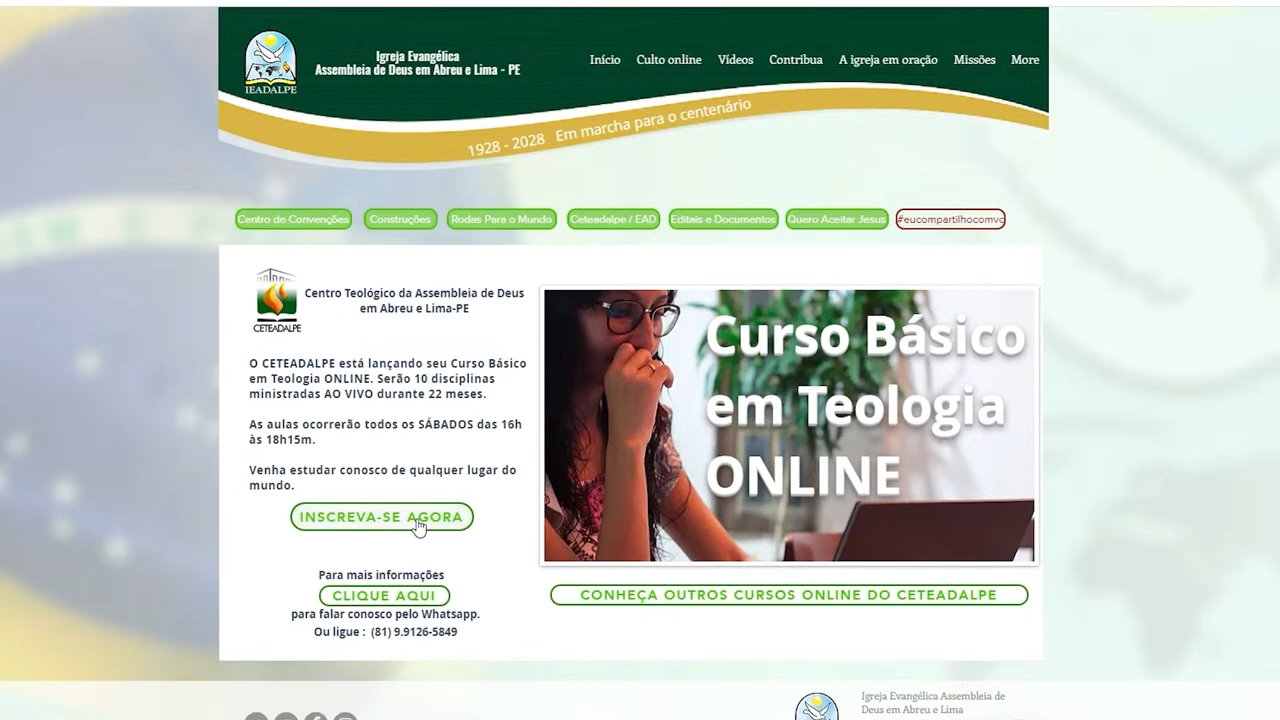 IEADALPE
Igreja Evangélica
Assembleia de Deus em Abreu e Lima - PE
Início
Culto online
Vídeos
Contribua
A igreja em oração
Missões
More
1928 - 2028 Em marcha para o centenário
Centro de Convenções
Construções
Rodas Para o Mundo
Ceteadalpe / EAD
Editais e Documentos
Quero Aceitar Jesus
#eucompartilhocomvc
CETEADALPE
Centro Teológico da Assembleia de Deus
em Abreu e Lima-PE
O CETEADALPE está lançando seu Curso Básico
em Teologia ONLINE. Serão 10 disciplinas
ministradas AO VIVO durante 22 meses.
As aulas ocorrerão todos os SÁBADOS das 16h
às 18h15m.
Venha estudar conosco de qualquer lugar do
mundo.
INSCREVA-SE AGORA
Para mais informações
CLIQUE AQUI
para falar conosco pelo Whatsapp.
Ou ligue : (81) 9.9126-5849
Curso Básico
em Teologia
ONLINE
CONHEÇA OUTROS CURSOS ONLINE DO CETEADALPE
Igreja Evangélica Assembleia de
Deus em Abreu e Lima